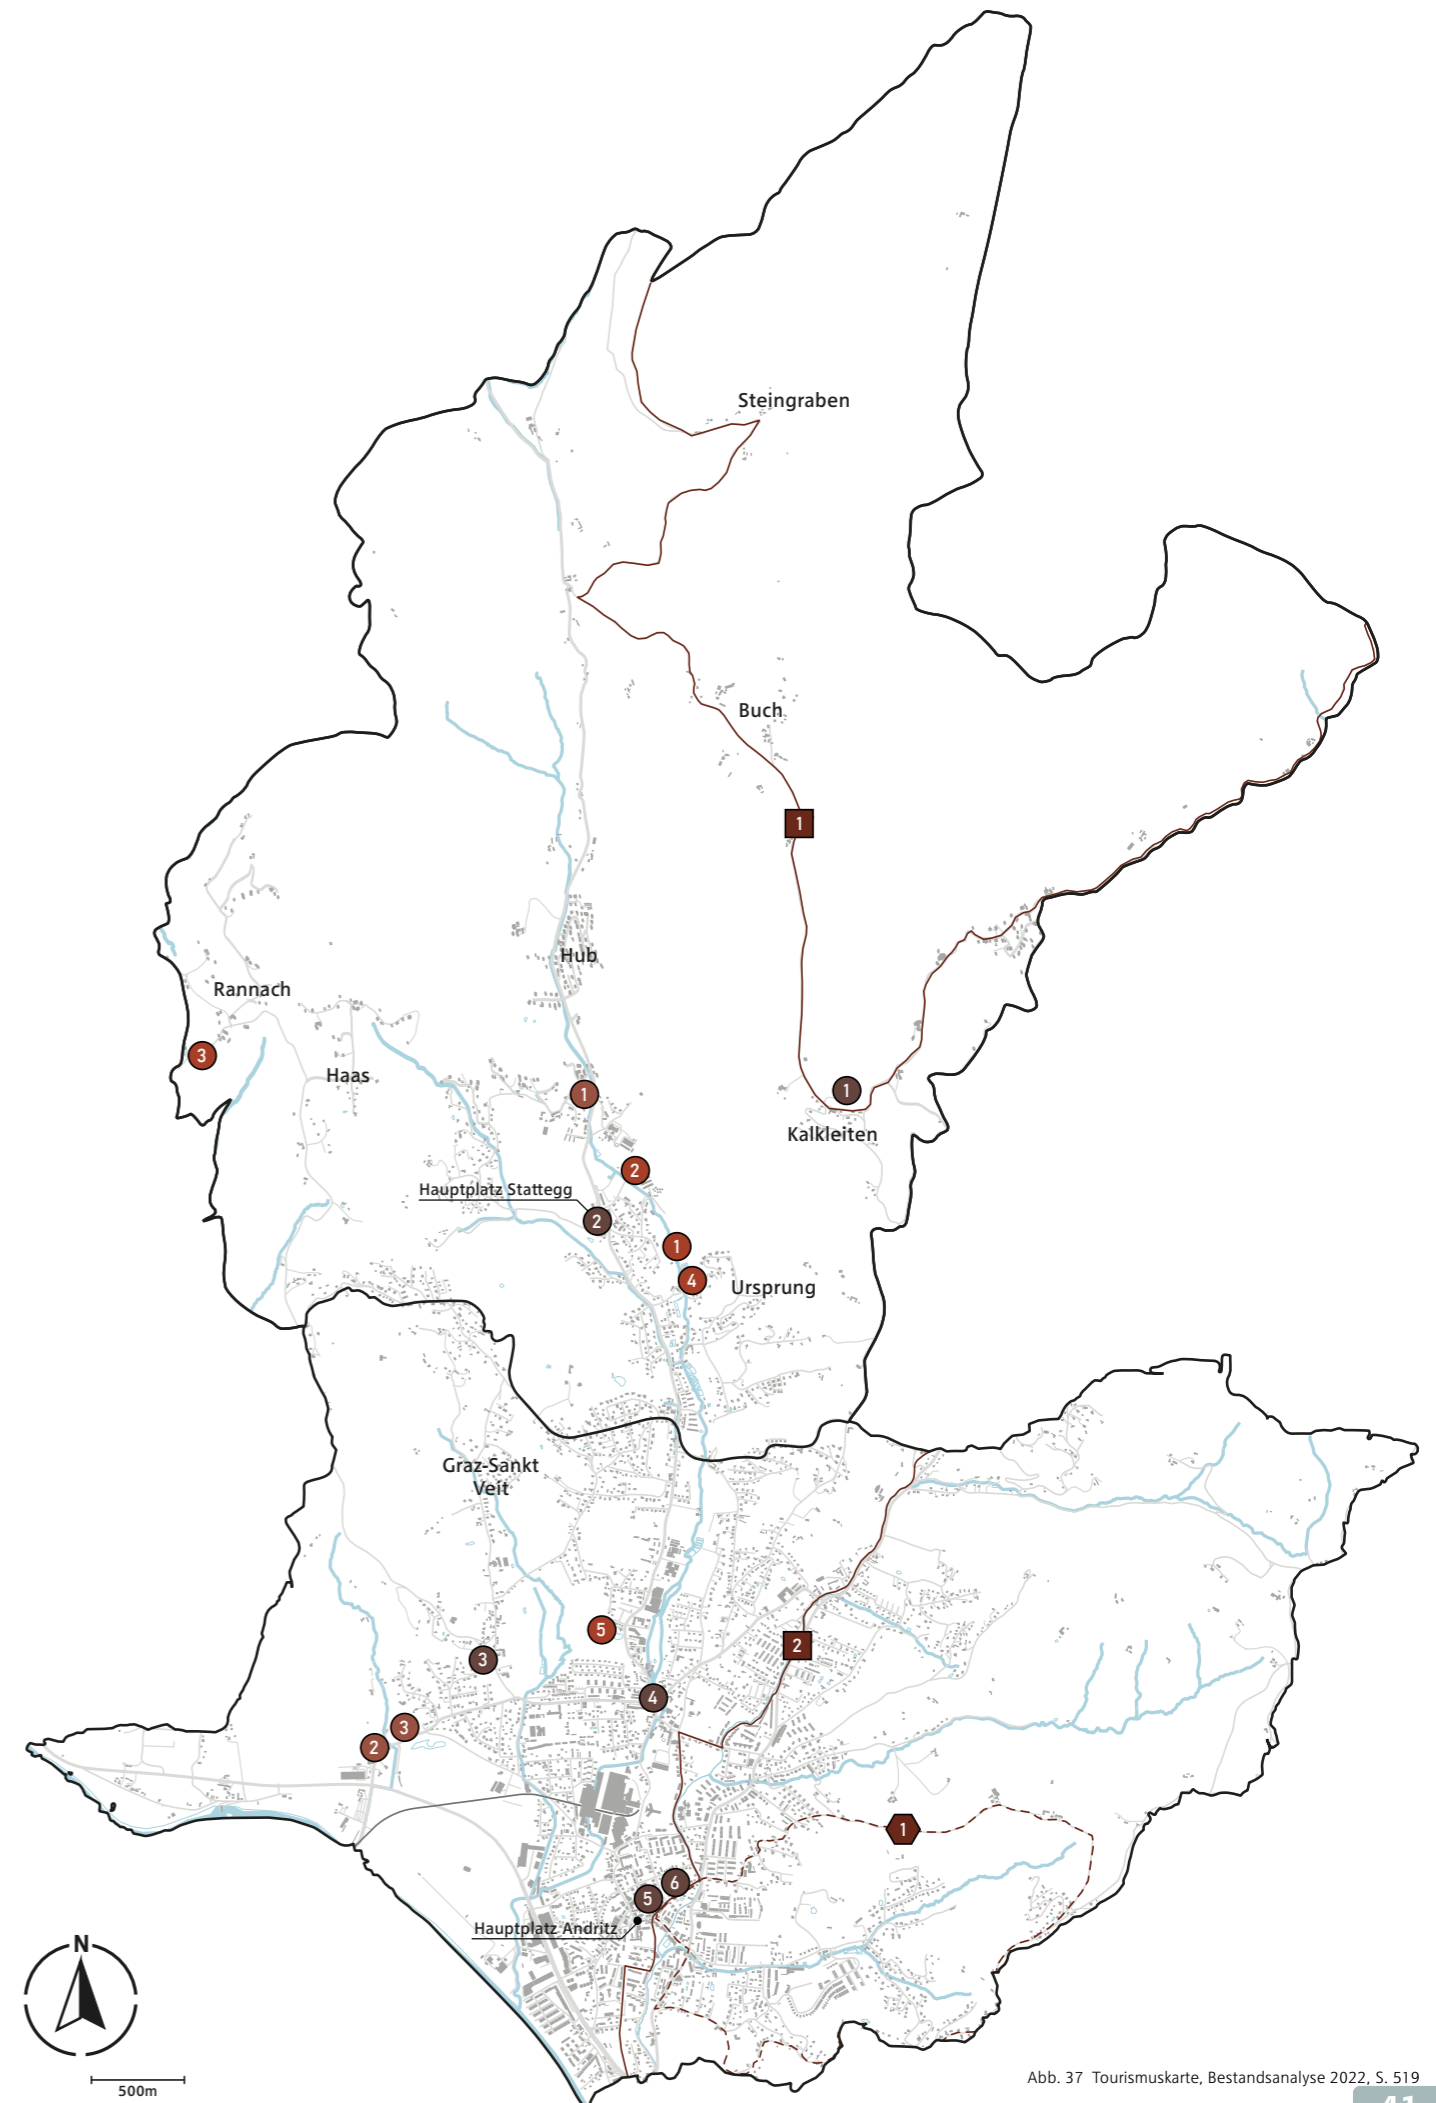 Steingraben
Buch
1
Hub
Rannach
3
Haas
1
1
Kalkleiten
2
Hauptplatz Stattegg
2
1
4
Ursprung
Graz-Sankt
Veit
5
2
3
4
3
2
1
6
5
Hauptplatz Andritz
N
500m
Abb. 37 Tourismuskarte, Bestandsanalyse 2022, S. 519
41